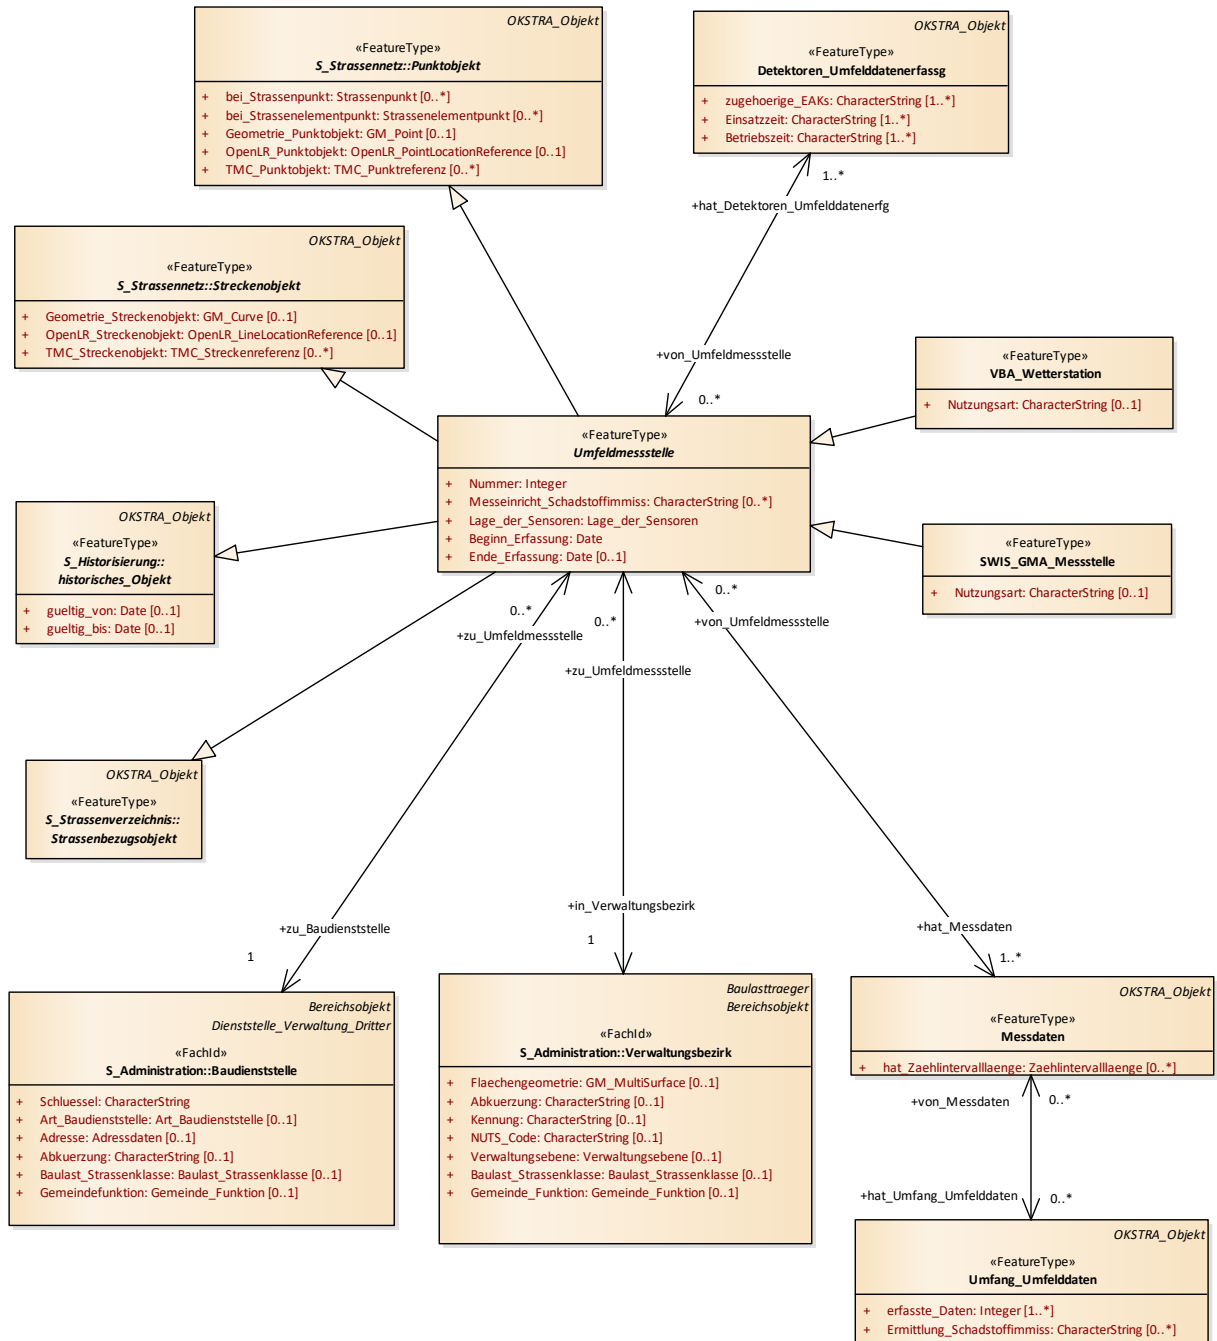 OKSTRA_Objekt
«FeatureType»
S_Strassennetz::Punktobjekt
+ bei_Strassenpunkt: Strassenpunkt [0..*]
+ bei_Strassenelementpunkt: Strassenelementpunkt [0..*]
+ Geometrie_Punktobjekt: GM_Point [0..1]
+ OpenLR_Punktobjekt: OpenLR_PointLocationReference [0..1]
+ TMC_Punktobjekt: TMC_Punktreferenz [0..*]
OKSTRA_Objekt
«FeatureType»
Detektoren_Umfelddatenerfassg
+ zugehoerige_EAKs: CharacterString [1..*]
+ Einsatzzeit: CharacterString [1..*]
+ Betriebszeit: CharacterString [1..*]
1..*
+hat_Detektoren_Umfelddatenerfg
OKSTRA_Objekt
«FeatureType»
S_Strassennetz::Streckenobjekt
+ Geometrie_Streckenobjekt: GM_Curve [0..1]
+ OpenLR_Streckenobjekt: OpenLR_LineLocationReference [0..1]
+ TMC_Streckenobjekt: TMC_Streckenreferenz [0..*]
+von_Umfeldmessstelle
0..*
«FeatureType»
VBA_Wetterstation
+ Nutzungsart: CharacterString [0..1]
«FeatureType»
Umfeldmessstelle
+ Nummer: Integer
+ Messeinricht_Schadstoffimmiss: CharacterString [0..*]
+ Lage_der_Sensoren: Lage_der_Sensoren
+ Beginn_Erfassung: Date
+ Ende_Erfassung: Date [0..1]
OKSTRA_Objekt
«FeatureType»
S_Historisierung::
historisches_Objekt
+ gueltig_von: Date [0..1]
+ gueltig_bis: Date [0..1]
«FeatureType»
SWIS_GMA_Messstelle
+ Nutzungsart: CharacterString [0..1]
0..*
+zu_Umfeldmessstelle
0..*
+zu_Umfeldmessstelle
0..*
+von_Umfeldmessstelle
OKSTRA_Objekt
«FeatureType»
S_Strassenverzeichnis::
Strassenbezugsobjekt
+zu_Baudienststelle
1
+in_Verwaltungsbezirk
1
+hat_Messdaten
1..*
Bereichsobjekt
Dienststelle_Verwaltung_Dritter
«FachId»
S_Administration::Baudienststelle
+ Schluessel: CharacterString
+ Art_Baudienststelle: Art_Baudienststelle [0..1]
+ Adresse: Adressdaten [0..1]
+ Abkuerzung: CharacterString [0..1]
+ Baulast_Strassenklasse: Baulast_Strassenklasse [0..1]
+ Gemeindefunktion: Gemeinde_Funktion [0..1]
Baulasttraeger
Bereichsobjekt
«FachId»
S_Administration::Verwaltungsbezirk
+ Flaechengeometrie: GM_MultiSurface [0..1]
+ Abkuerzung: CharacterString [0..1]
+ Kennung: CharacterString [0..1]
+ NUTS_Code: CharacterString [0..1]
+ Verwaltungsebene: Verwaltungsebene [0..1]
+ Baulast_Strassenklasse: Baulast_Strassenklasse [0..1]
+ Gemeinde_Funktion: Gemeinde_Funktion [0..1]
OKSTRA_Objekt
«FeatureType»
Messdaten
+ hat_Zaehlintervalllaenge: Zaehlintervalllaenge [0..*]
+von_Messdaten
0..*
+hat_Umfang_Umfelddaten
0..*
OKSTRA_Objekt
«FeatureType»
Umfang_Umfelddaten
+ erfasste_Daten: Integer [1..*]
+ Ermittlung_Schadstoffimmiss: CharacterString [0..*]